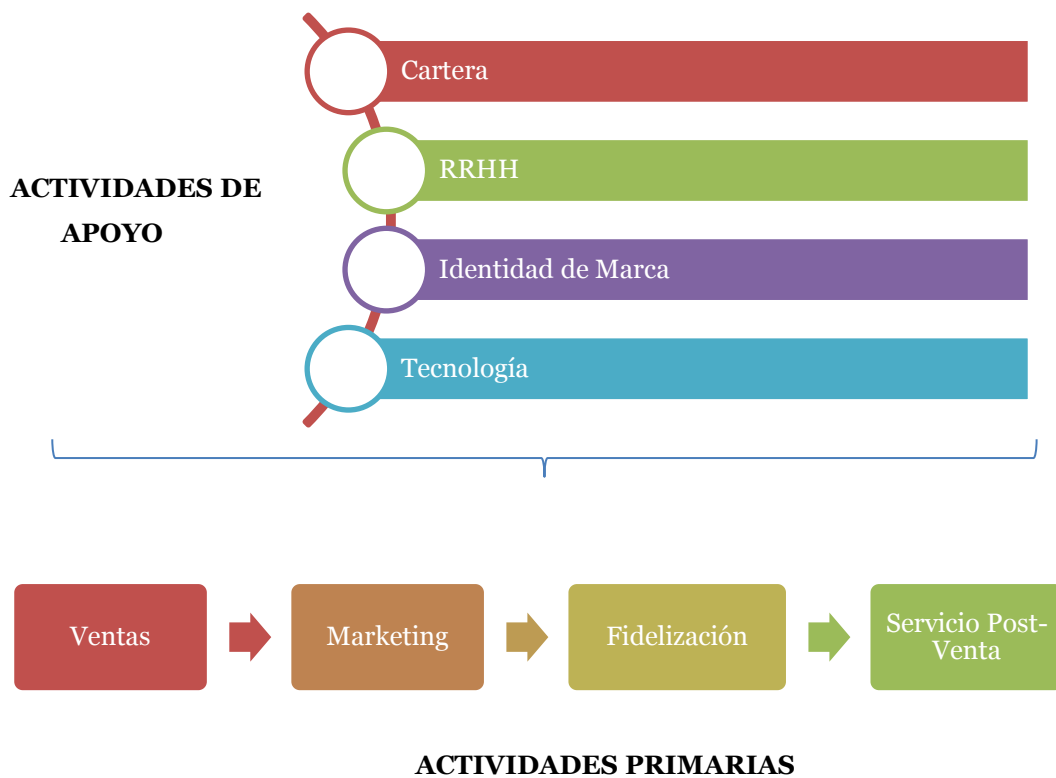 Cartera
RRHH
ACTIVIDADES DE
APOYO
Identidad de Marca
Tecnología
Ventas
Marketing
Fidelización
Servicio Post-
Venta
ACTIVIDADES PRIMARIAS